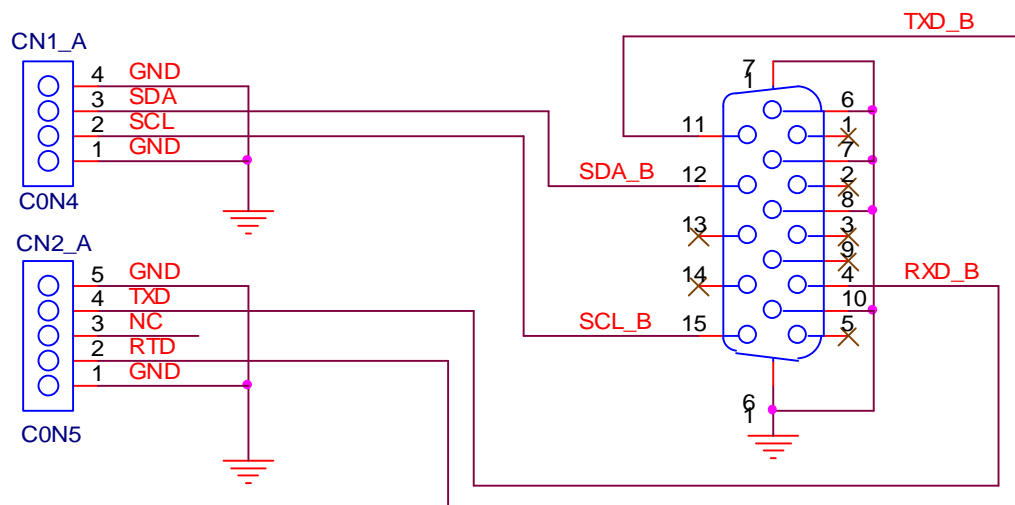 TXD_B
CN1_A
4 GND
3 SDA
2 SCL
1 GND
C0N4
CN2_A
5 GND
4 TXD
3 NC
2 RTD
1 GND
C0N5
7
1
6
11
1
7
SDA_B 12
2
8
13
3
9
14
4 RXD_B
10
SCL_B 15
5
6
1